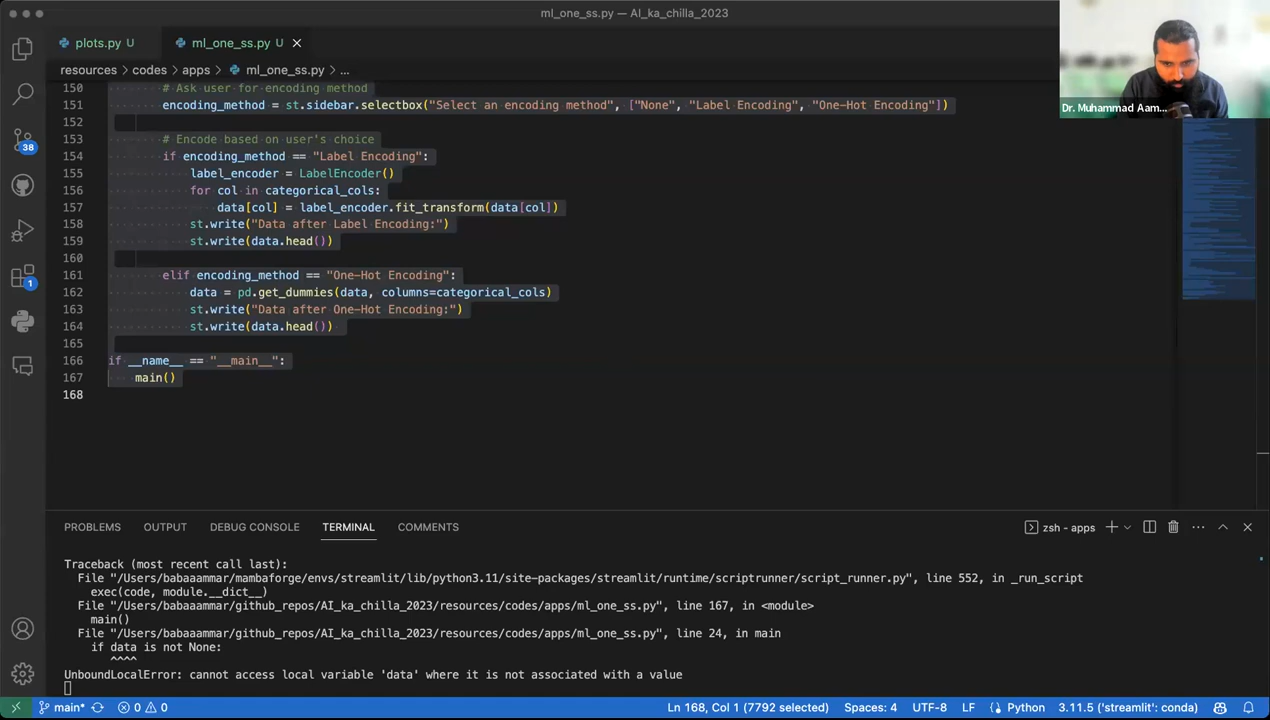 ml_one_ss.py — AI_ka_chilla_2023
plots.py U
ml_one_ss.py U
resources > codes > apps > ml_one_ss.py > ...
150 # Ask user for encoding method
151 encoding_method = st.sidebar.selectbox("Select an encoding method", ["None", "Label Encoding", "One-Hot Encoding"])
152
153 # Encode based on user's choice
154 if encoding_method == "Label Encoding":
155 label_encoder = LabelEncoder()
156 for col in categorical_cols:
157 data[col] = label_encoder.fit_transform(data[col])
158 st.write("Data after Label Encoding:")
159 st.write(data.head())
160
161 elif encoding_method == "One-Hot Encoding":
162 data = pd.get_dummies(data, columns=categorical_cols)
163 st.write("Data after One-Hot Encoding:")
164 st.write(data.head())
165
166 if __name__ == "__main__":
167 main()
168
Dr. Muhammad Aam...
38
1
PROBLEMS OUTPUT DEBUG CONSOLE TERMINAL COMMENTS
zsh - apps
Traceback (most recent call last):
File "/Users/babaaammar/mambaforge/envs/streamlit/lib/python3.11/site-packages/streamlit/runtime/scriptrunner/script_runner.py", line 552, in _run_script
exec(code, module.__dict__)
File "/Users/babaaammar/github_repos/AI_ka_chilla_2023/resources/codes/apps/ml_one_ss.py", line 167, in <module>
main()
File "/Users/babaaammar/github_repos/AI_ka_chilla_2023/resources/codes/apps/ml_one_ss.py", line 24, in main
if data is not None:
^^^^
UnboundLocalError: cannot access local variable 'data' where it is not associated with a value
main* 0 0 Ln 168, Col 1 (7792 selected) Spaces: 4 UTF-8 LF Python 3.11.5 ('streamlit': conda)